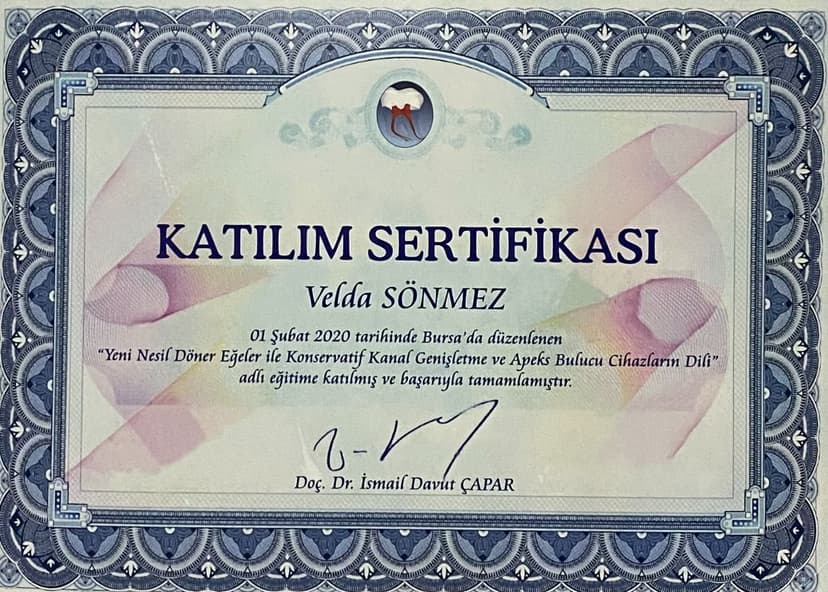 KATILIM SERTİFİKASI
Velda SÖNMEZ
01 Şubat 2020 tarihinde Bursa'da düzenlenen
"Yeni Nesil Döner Eğeler ile Konservatif Kanal Genişletme ve Apeks Bulucu Cihazların Dili"
adlı eğitime katılmış ve başarıyla tamamlamıştır.
Doç. Dr. İsmail Davut ÇAPAR